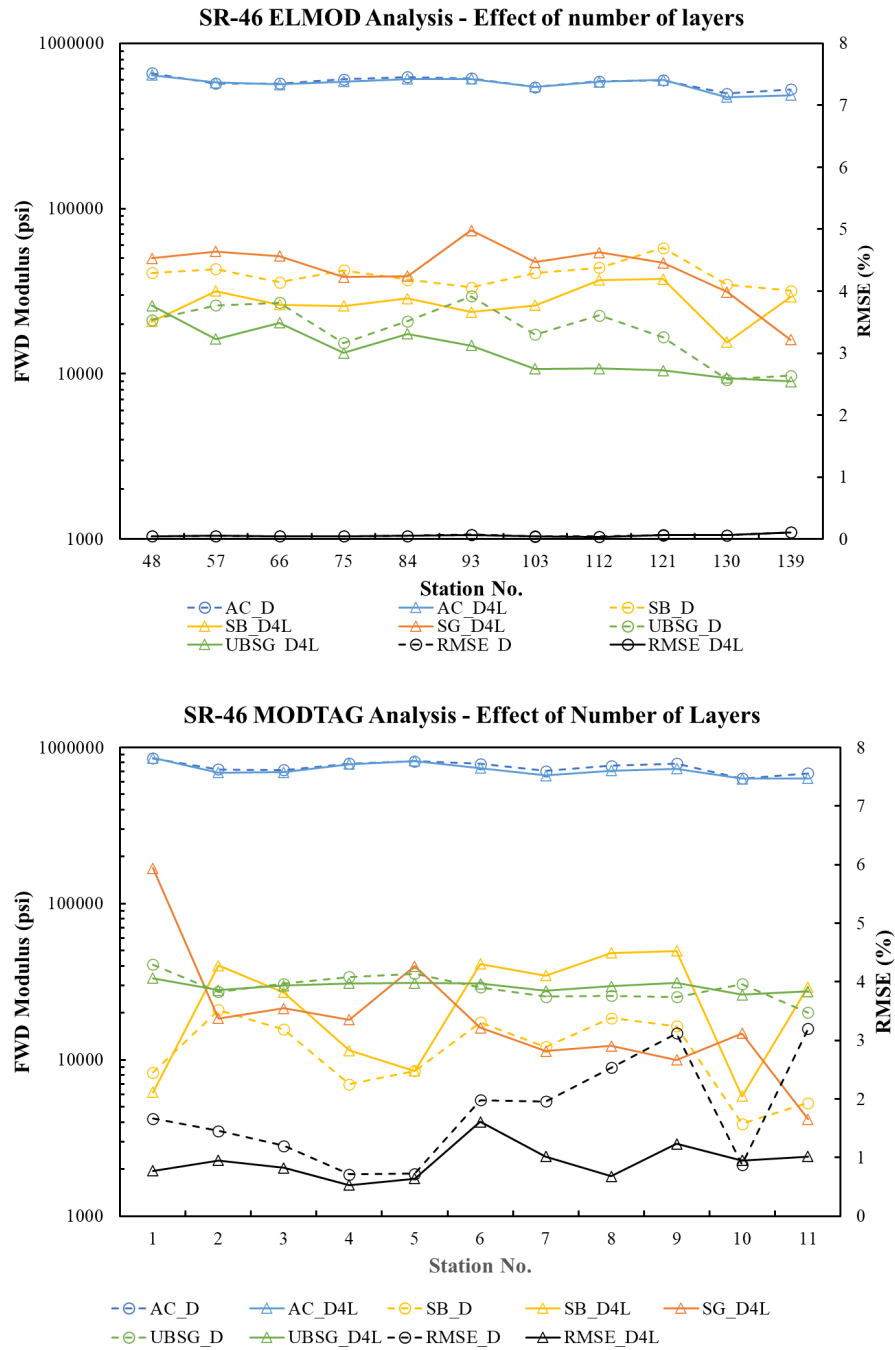 SR-46 ELMOD Analysis - Effect of number of layers
1000000
100000
10000
1000
FWD Modulus (psi)
8
7
6
5
4
3
2
1
0
RMSE (%)
48 57 66 75 84 93 103 112 121 130 139
Station No.
AC_D AC_D4L SB_D
SB_D4L SG_D4L UBSG_D
UBSG_D4L RMSE_D RMSE_D4L
SR-46 MODTAG Analysis - Effect of Number of Layers
1000000
100000
10000
1000
FWD Modulus (psi)
8
7
6
5
4
3
2
1
0
RMSE (%)
1 2 3 4 5 6 7 8 9 10 11
Station No.
AC_D AC_D4L SB_D SB_D4L SG_D4L
UBSG_D UBSG_D4L RMSE_D RMSE_D4L